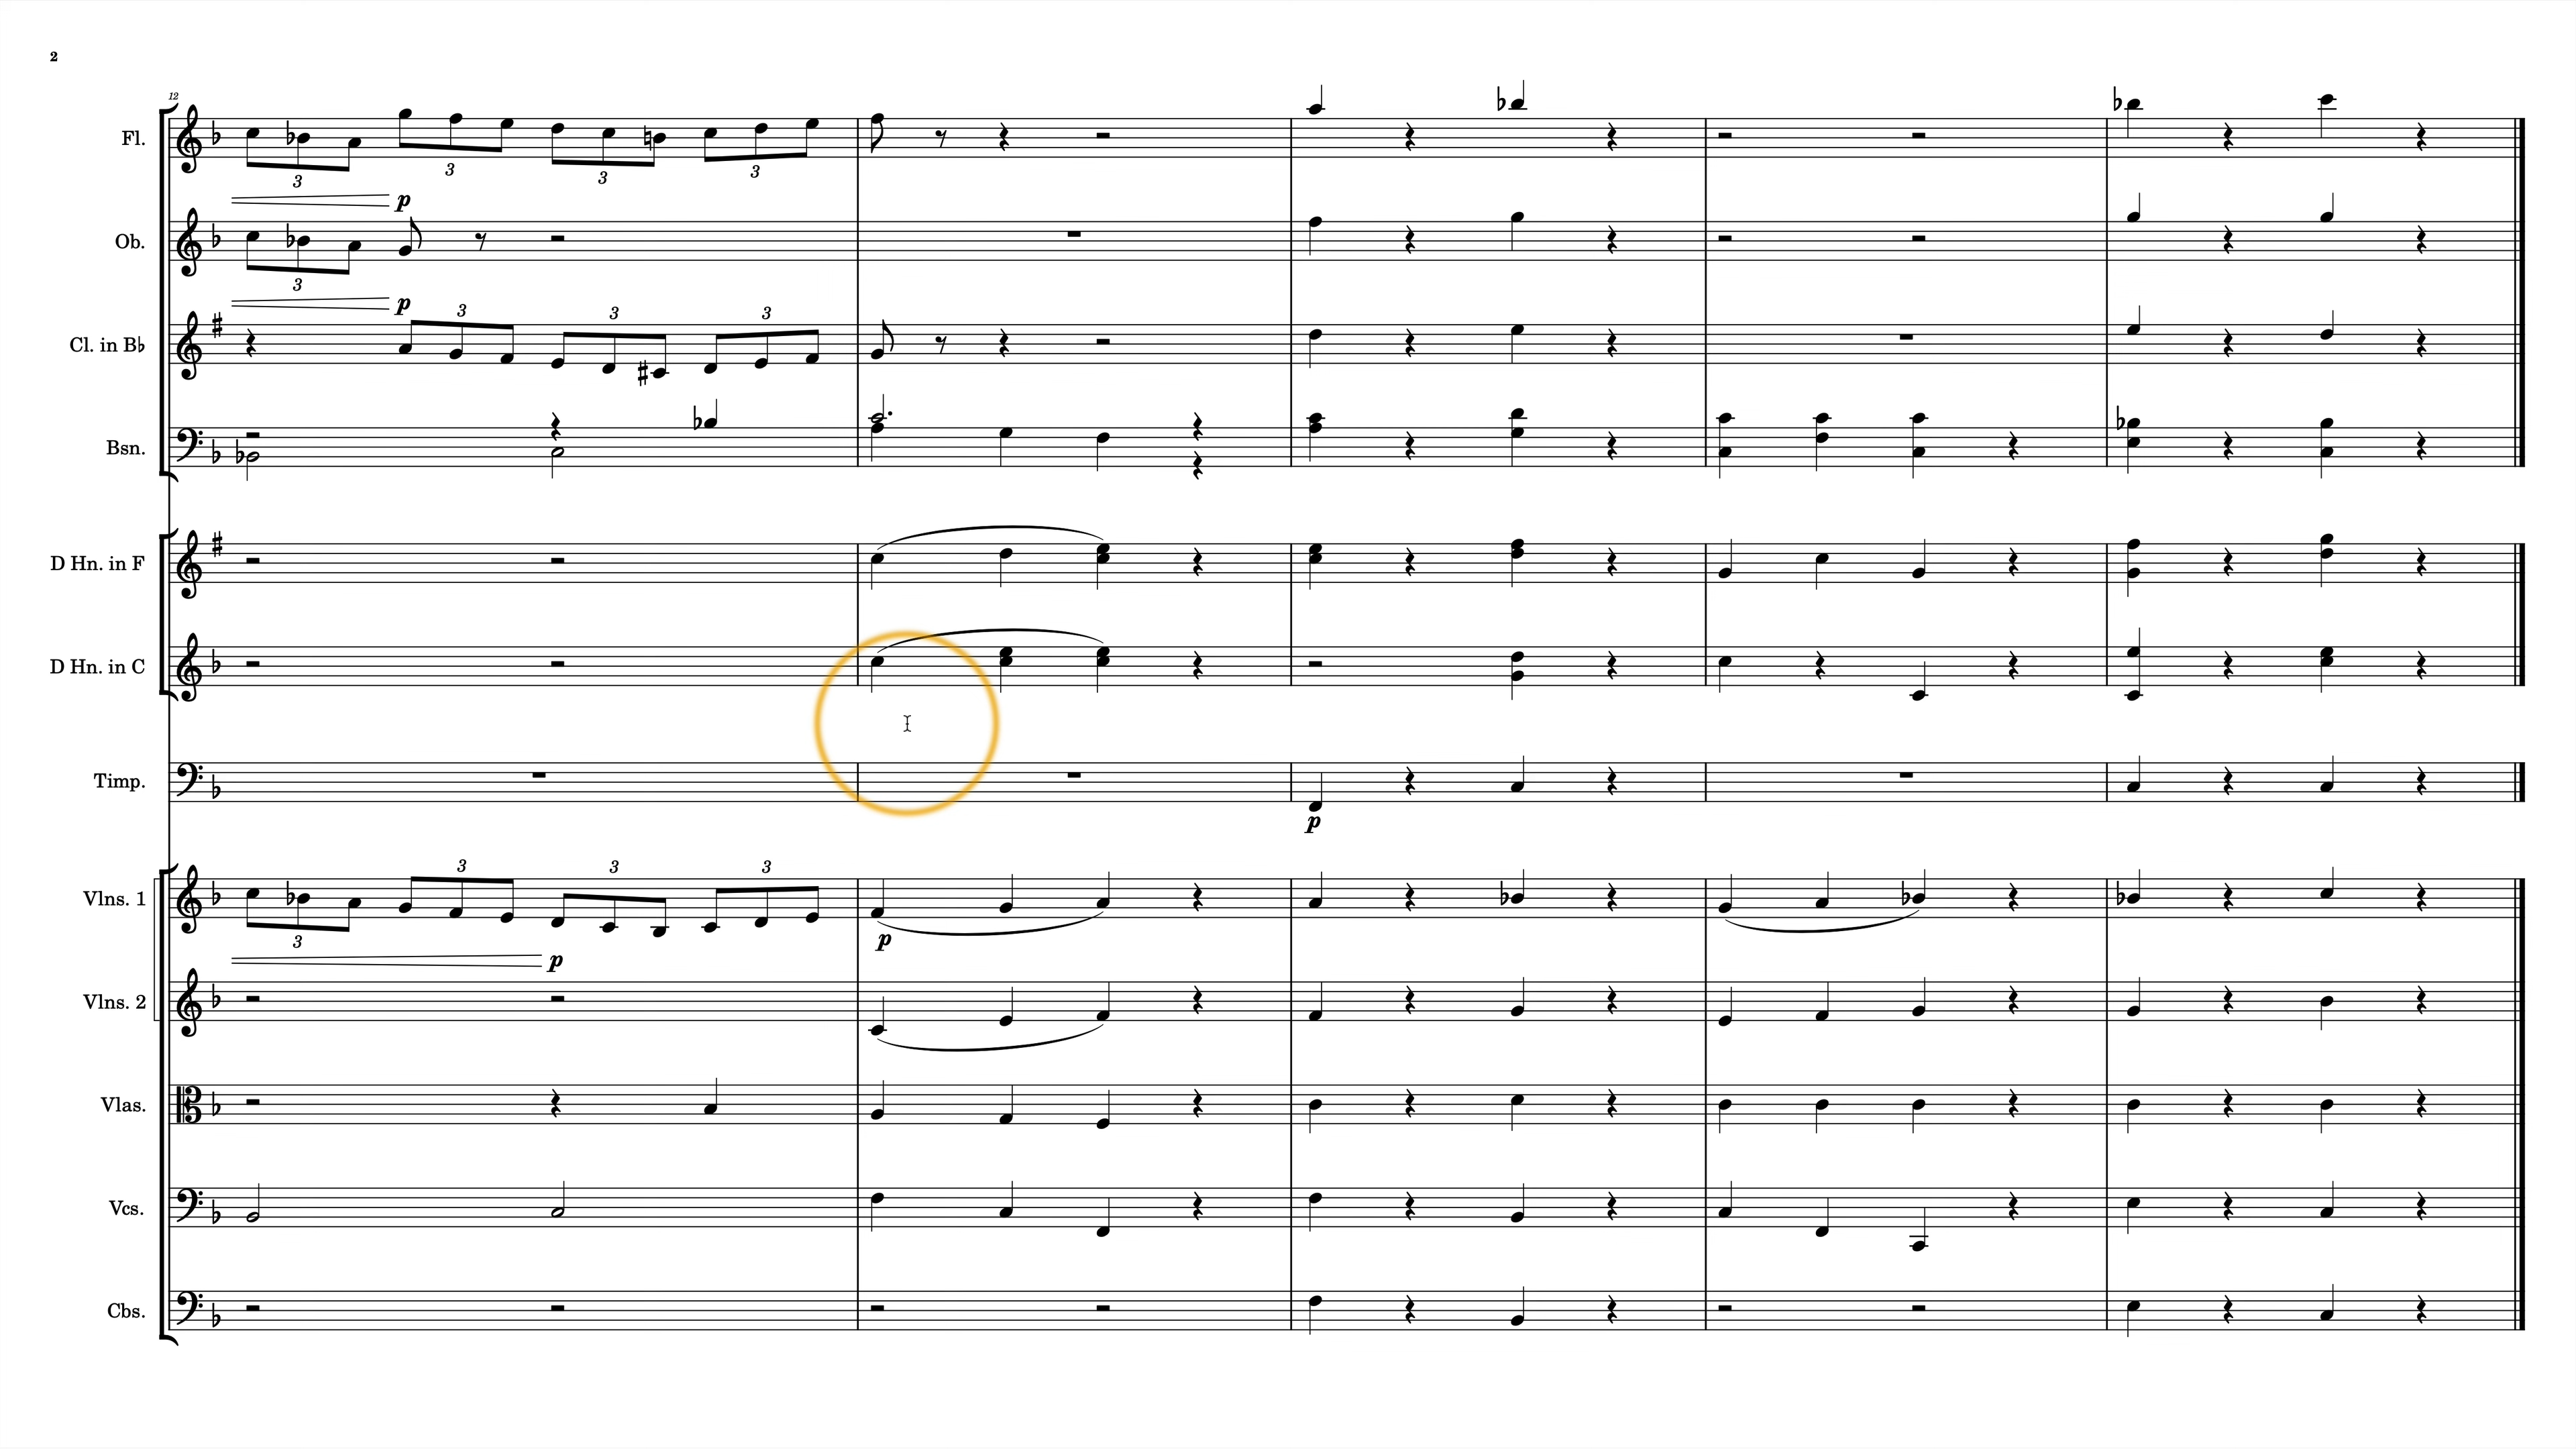 2
12
Fl.
3 3 3 3
p
Ob.
3
p
Cl. in B♭
3 3 3
Bsn.
D Hn. in F
D Hn. in C
Timp.
p
Vlns. 1
3 3 3 3
p
p
Vlns. 2
Vlas.
Vcs.
Cbs.